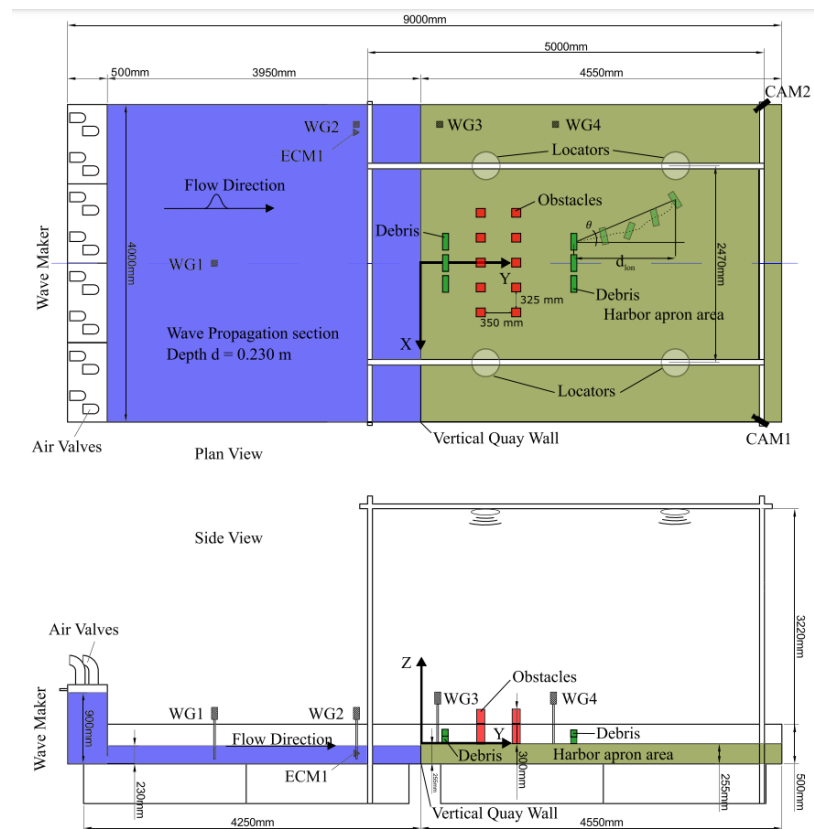 9000mm
5000mm
500mm
3950mm
4550mm
CAM2
WG2
WG3
WG4
ECM1
Locators
Flow Direction
Obstacles
Debris
θ
Wave Maker
4000mm
WG1
Y
d_ion
2470mm
325 mm
Debris
Harbor apron area
350 mm
X
Wave Propagation section
Depth d = 0.230 m
Locators
Air Valves
Vertical Quay Wall
CAM1
Plan View
Side View
3220mm
Air Valves
Z
Obstacles
WG3
WG4
Wave Maker
900mm
WG1
WG2
Flow Direction
Y
Debris
Debris
Harbor apron area
ECM1
230mm
255mm
300mm
255mm
500mm
Vertical Quay Wall
4250mm
4550mm